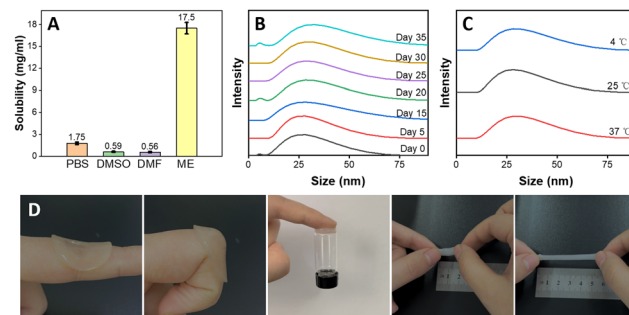 A
Solubility (mg/ml)
18
15
12
9
6
3
0
1.75
0.59
0.56
17.5
PBS DMSO DMF ME
B
Intensity
Day 35
Day 30
Day 25
Day 20
Day 15
Day 5
Day 0
0 25 50 75
Size (nm)
C
Intensity
4 ℃
25 ℃
37 ℃
0 25 50 75
Size (nm)
D